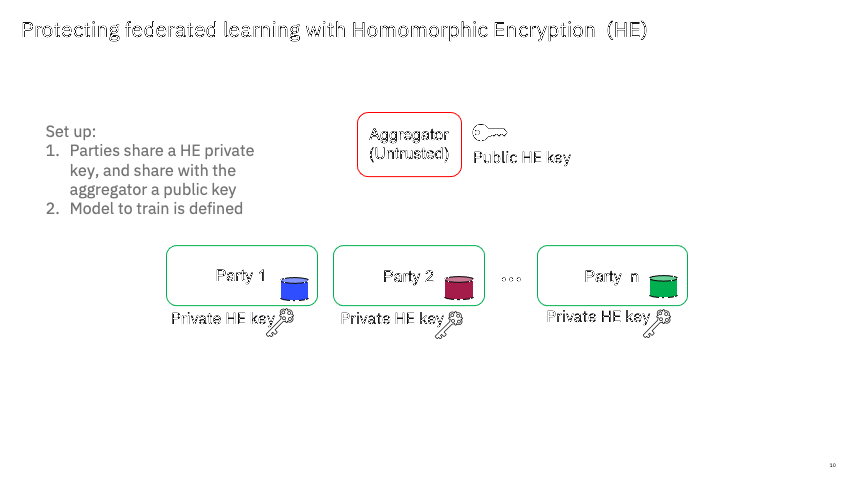 Protecting federated learning with Homomorphic Encryption (HE)
Set up:
1. Parties share a HE private
key, and share with the
aggregator a public key
2. Model to train is defined
Aggregator
(Untrusted)
Public HE key
Party 1
Party 2
...
Party n
Private HE key
Private HE key
Private HE key
10